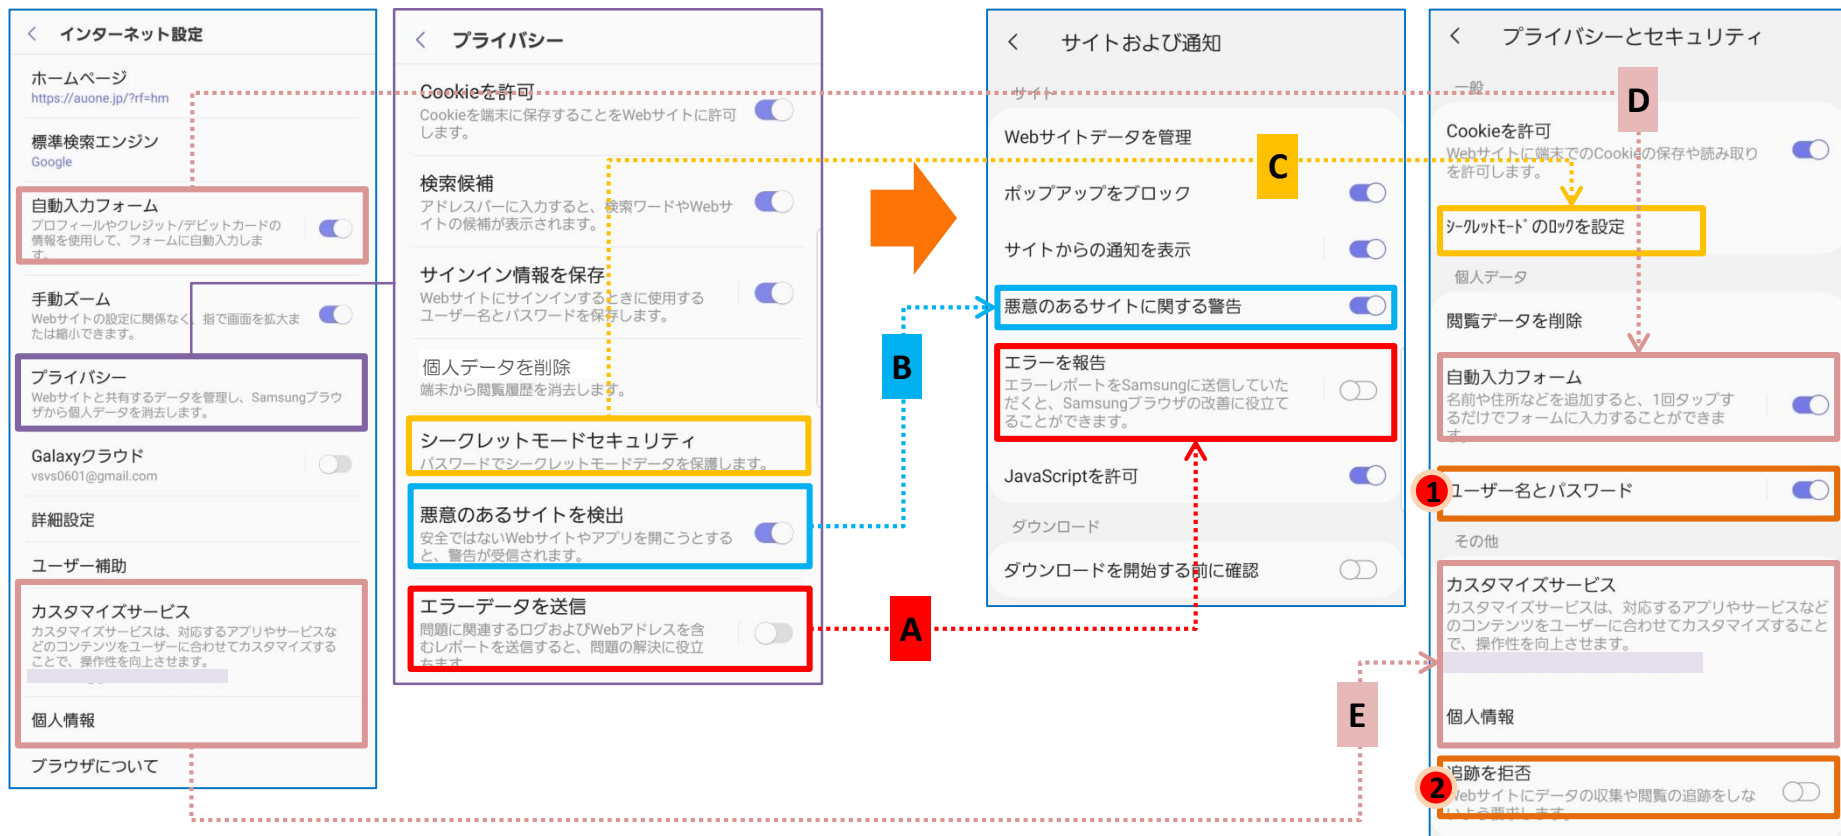 インターネット設定
ホームページ
https://auone.jp/?rf=hm
標準検索エンジン
Google
自動入力フォーム
プロフィールやクレジット/デビットカードの
情報を使用して、フォームに自動入力しま
す。
手動ズーム
Webサイトの設定に関係なく、指で画面を拡大ま
たは縮小できます。
プライバシー
Webサイトと共有するデータを管理し、Samsungブラウ
ザから個人データを消去します。
Galaxyクラウド
vsvs0601@gmail.com
詳細設定
ユーザー補助
カスタマイズサービス
カスタマイズサービスは、対応するアプリやサービスな
どのコンテンツをユーザーに合わせてカスタマイズする
ことで、操作性を向上させます。
個人情報
ブラウザについて
プライバシー
Cookieを許可
Cookieを端末に保存することをWebサイトに許可
します。
検索候補
アドレスバーに入力すると、検索ワードやWebサ
イトの候補が表示されます。
サインイン情報を保存
Webサイトにサインインするときに使用する
ユーザー名とパスワードを保存します。
個人データを削除
端末から閲覧履歴を消去します。
シークレットモードセキュリティ
パスワードでシークレットモードデータを保護します。
悪意のあるサイトを検出
安全ではないWebサイトやアプリを開こうとする
と、警告が受信されます。
エラーデータを送信
問題に関連するログおよびWebアドレスを含
むレポートを送信すると、問題の解決に役立
ちます。
B
A
サイトおよび通知
サイト
Webサイトデータを管理
C
ポップアップをブロック
サイトからの通知を表示
悪意のあるサイトに関する警告
エラーを報告
エラーレポートをSamsungに送信していた
だくと、Samsungブラウザの改善に役立て
ることができます。
JavaScriptを許可
ダウンロード
ダウンロードを開始する前に確認
E
プライバシーとセキュリティ
一般
D
Cookieを許可
Webサイトに端末でのCookieの保存や読み取り
を許可します。
シークレットモードのロックを設定
個人データ
閲覧データを削除
自動入力フォーム
名前や住所などを追加すると、1回タップす
るだけでフォームに入力することができま
す。
1
ユーザー名とパスワード
その他
カスタマイズサービス
カスタマイズサービスは、対応するアプリやサービスなど
のコンテンツをユーザーに合わせてカスタマイズすること
で、操作性を向上させます。
個人情報
追跡を拒否
2
Webサイトにデータの収集や閲覧の追跡をしな
いよう要求します。